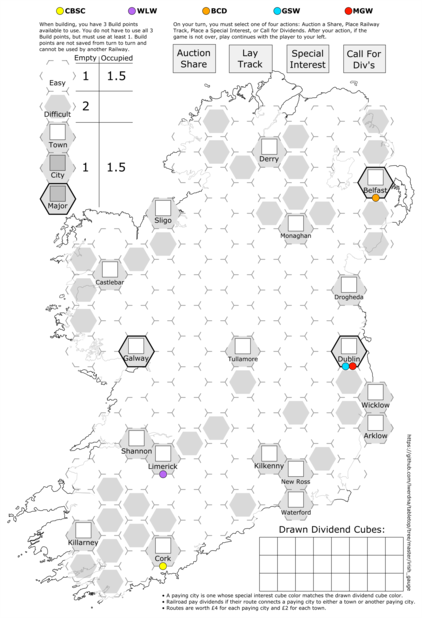 CBSC WLW BCD GSW MGW
When building, you have 3 Build points
available to use. You do not have to use all 3
Build points, but must use at least 1. Build
points are not saved from turn to turn and
cannot be used by another Railway.
On your turn, you must select one of four actions: Auction a Share, Place Railway
Track, Place a Special Interest, or Call for Dividends. After your action, if the
game is not over, play continues with the player to your left.
Auction
Share
Lay
Track
Special
Interest
Call For
Div's
Empty Occupied
Easy 1 1.5
Difficult 2
Town
City 1 1.5
Major
Derry
Belfast
Sligo
Monaghan
Castlebar
Drogheda
Galway
Tullamore
Dublin
Wicklow
Arklow
Shannon
Limerick
Kilkenny
New Ross
Waterford
Killarney
Cork
Drawn Dividend Cubes:
• A paying city is one whose special interest cube color matches the drawn dividend cube color.
• Railroad pay dividends if their route connects a paying city to either a town or another paying city.
• Routes are worth £4 for each paying city and £2 for each town.